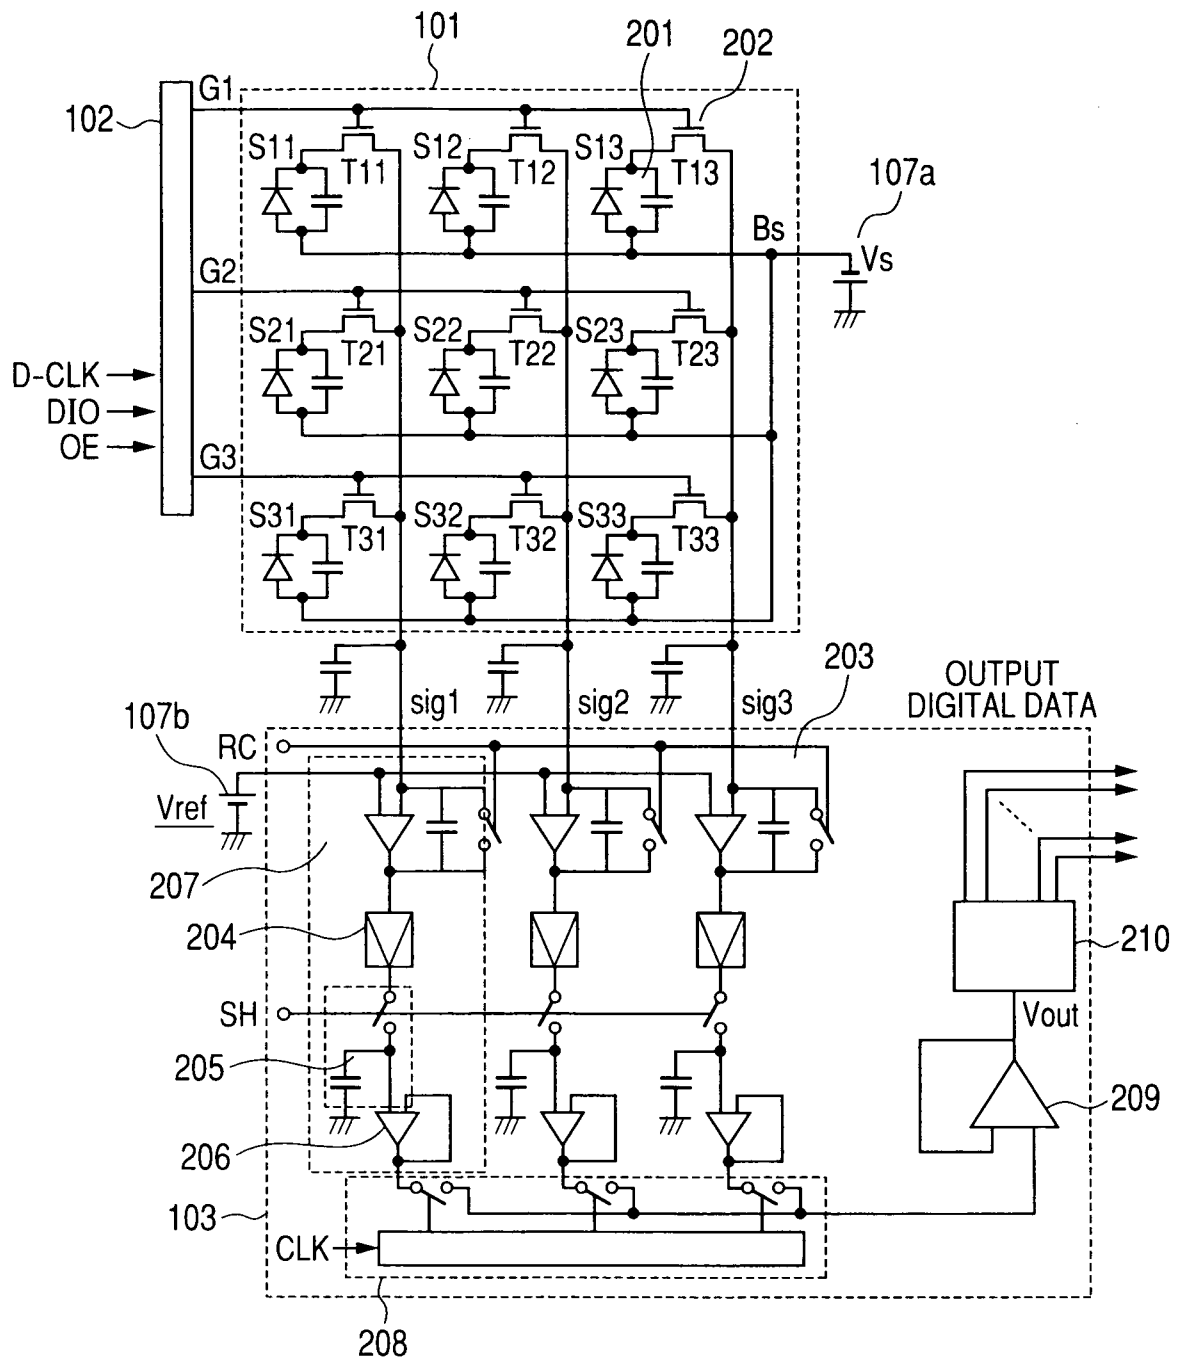 101
201
202
G1
102
S11
S12
S13
T11
T12
T13
107a
Bs
Vs
G2
S21
S22
S23
T21
T22
T23
D-CLK
DIO
OE
G3
S31
S32
S33
T31
T32
T33
203
OUTPUT
DIGITAL DATA
sig1
sig2
sig3
107b
RC
Vref
207
204
210
SH
Vout
205
209
206
103
CLK
208